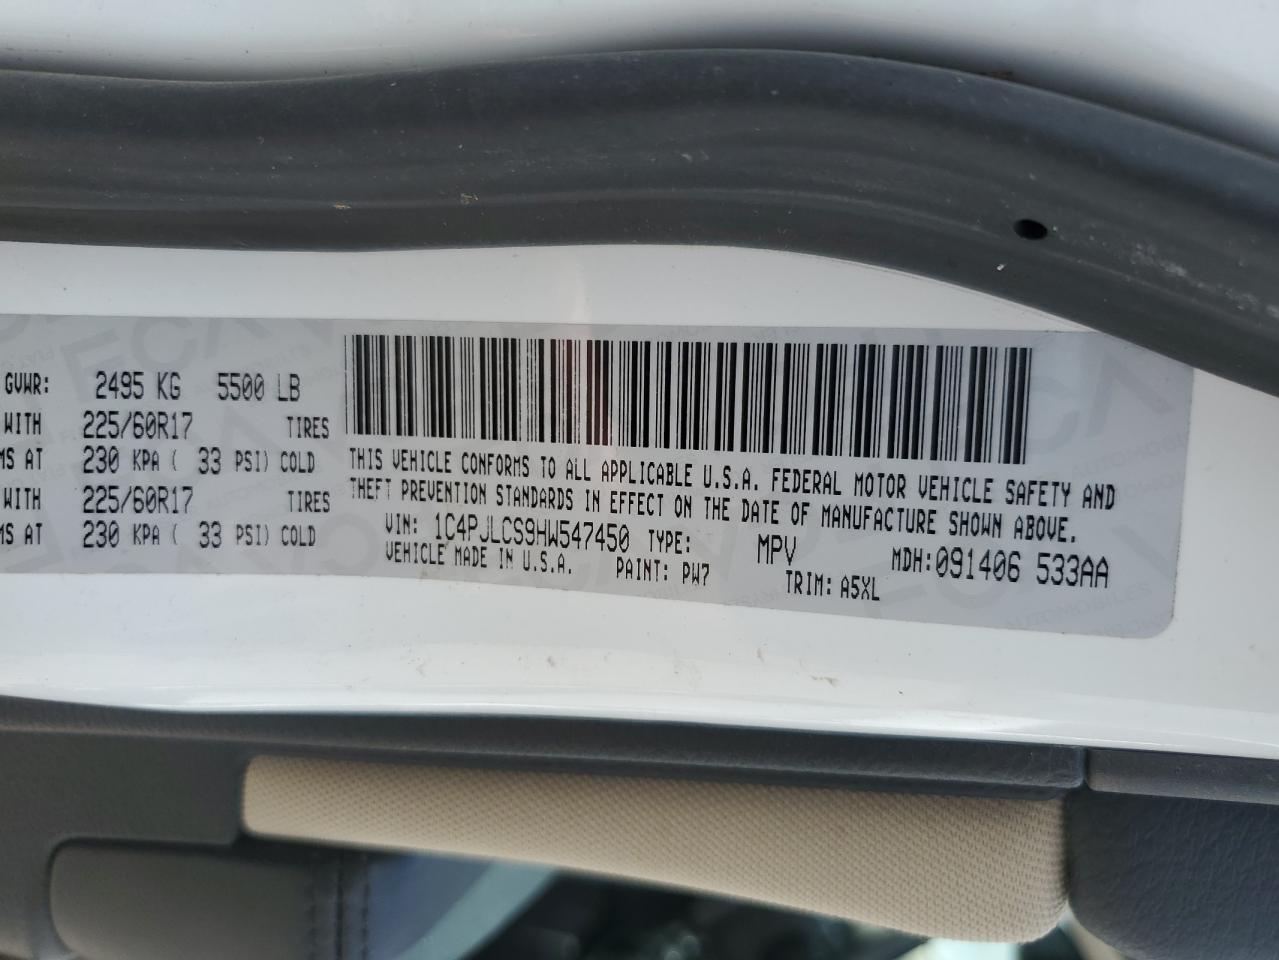 GVWR: 2495 KG 5500 LB
WITH 225/60R17 TIRES
MS AT 230 KPA ( 33 PSI) COLD
WITH 225/60R17 TIRES
MS AT 230 KPA ( 33 PSI) COLD
THIS VEHICLE CONFORMS TO ALL APPLICABLE U.S.A. FEDERAL MOTOR VEHICLE SAFETY AND
THEFT PREVENTION STANDARDS IN EFFECT ON THE DATE OF MANUFACTURE SHOWN ABOVE.
VIN: 1C4PJLCS9HW547450 TYPE: MPV MDH:091406 533AA
VEHICLE MADE IN U.S.A. PAINT: PW7 TRIM: A5XL